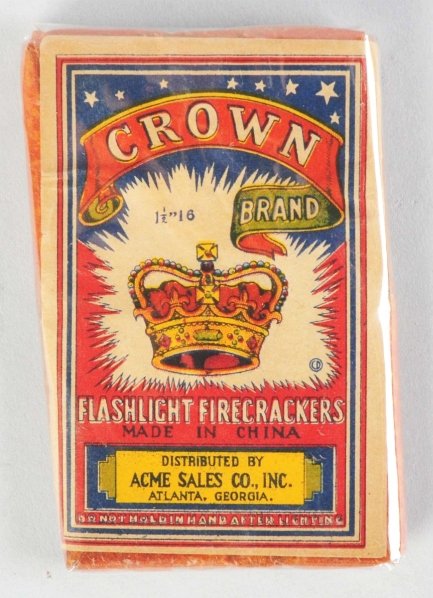 CROWN
BRAND
1½"16
FLASHLIGHT FIRECRACKERS
MADE IN CHINA
DISTRIBUTED BY
ACME SALES CO., INC.
ATLANTA, GEORGIA.
DO NOT HOLD IN HAND AFTER LIGHTING